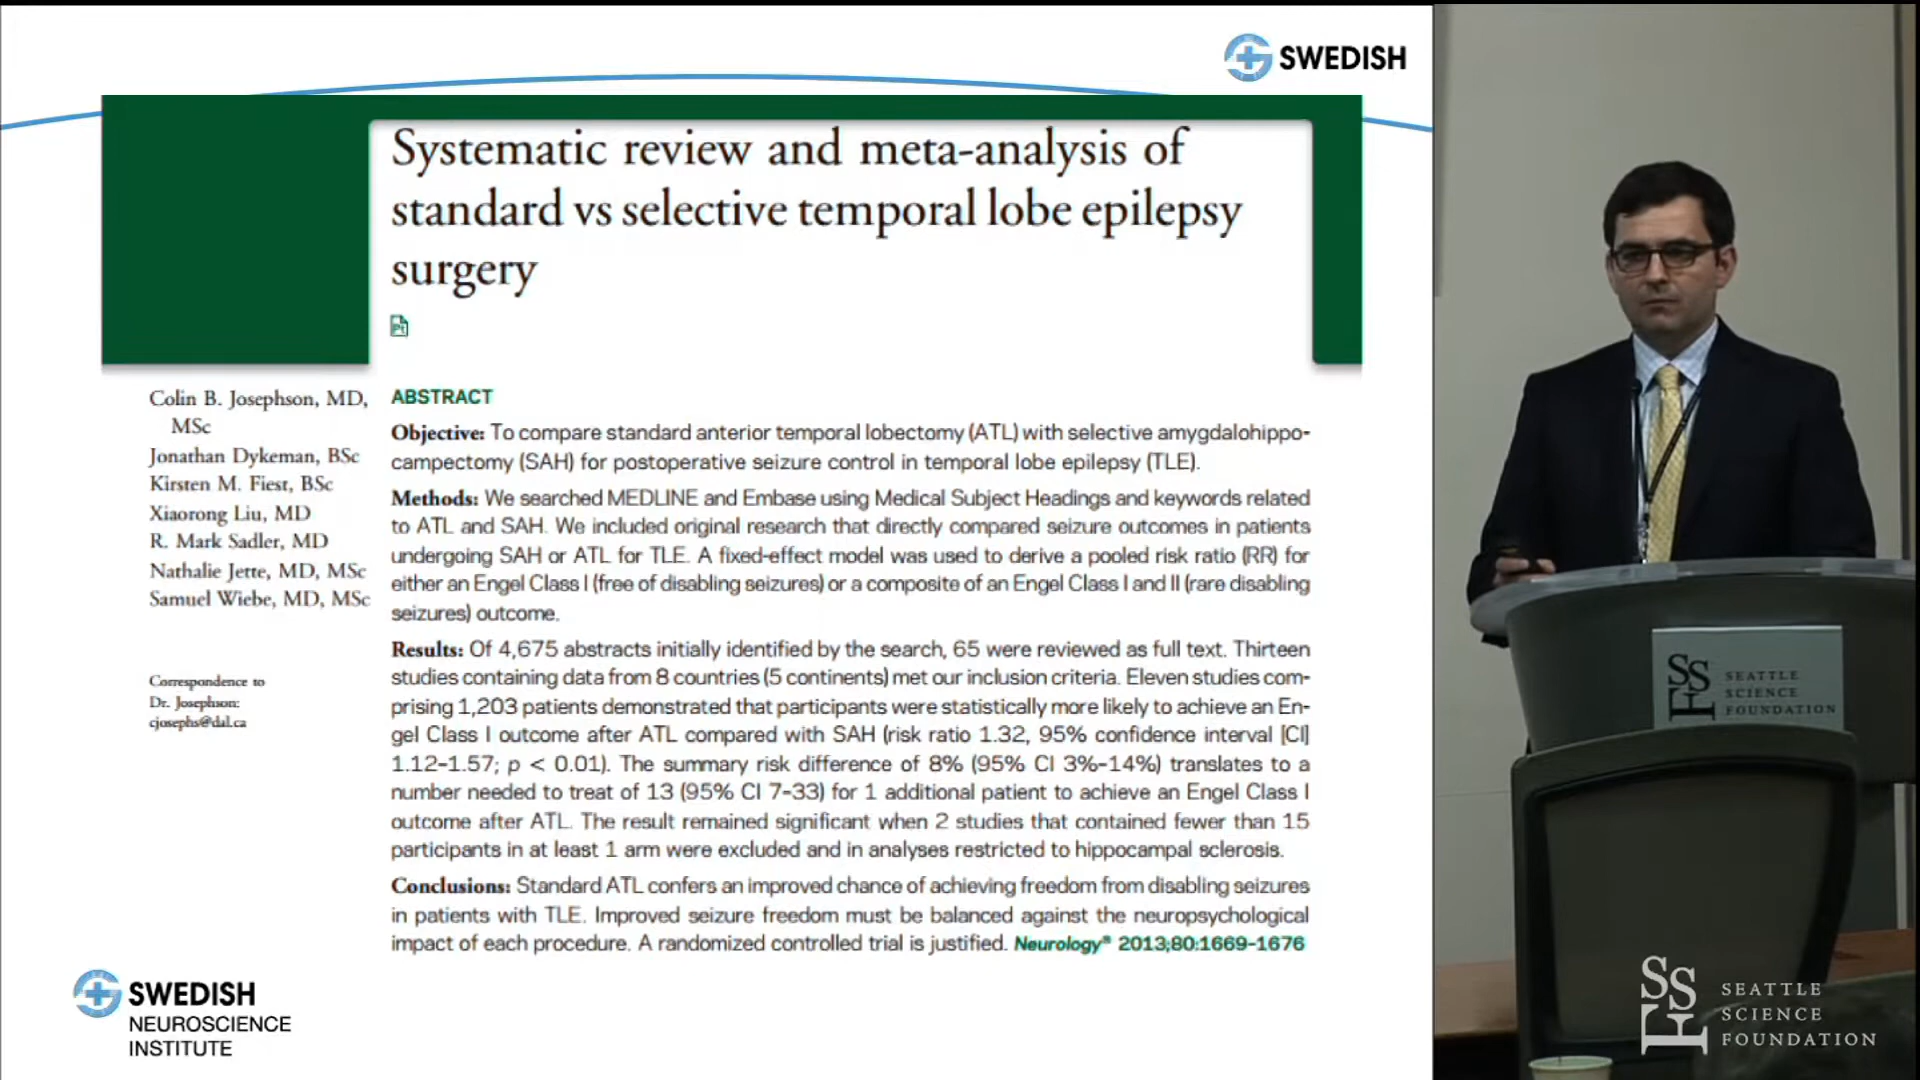 SWEDISH
Systematic review and meta-analysis of
standard vs selective temporal lobe epilepsy
surgery
Pt
Colin B. Josephson, MD,
MSc
Jonathan Dykeman, BSc
Kirsten M. Fiest, BSc
Xiaorong Liu, MD
R. Mark Sadler, MD
Nathalie Jette, MD, MSc
Samuel Wiebe, MD, MSc
Correspondence to
Dr. Josephson:
cjosephs@dal.ca
ABSTRACT
Objective: To compare standard anterior temporal lobectomy (ATL) with selective amygdalohippo-
campectomy (SAH) for postoperative seizure control in temporal lobe epilepsy (TLE).
Methods: We searched MEDLINE and Embase using Medical Subject Headings and keywords related
to ATL and SAH. We included original research that directly compared seizure outcomes in patients
undergoing SAH or ATL for TLE. A fixed-effect model was used to derive a pooled risk ratio (RR) for
either an Engel Class I (free of disabling seizures) or a composite of an Engel Class I and II (rare disabling
seizures) outcome.
Results: Of 4,675 abstracts initially identified by the search, 65 were reviewed as full text. Thirteen
studies containing data from 8 countries (5 continents) met our inclusion criteria. Eleven studies com-
prising 1,203 patients demonstrated that participants were statistically more likely to achieve an En-
gel Class I outcome after ATL compared with SAH (risk ratio 1.32, 95% confidence interval [CI]
1.12–1.57; p < 0.01). The summary risk difference of 8% (95% CI 3%–14%) translates to a
number needed to treat of 13 (95% CI 7–33) for 1 additional patient to achieve an Engel Class I
outcome after ATL. The result remained significant when 2 studies that contained fewer than 15
participants in at least 1 arm were excluded and in analyses restricted to hippocampal sclerosis.
Conclusions: Standard ATL confers an improved chance of achieving freedom from disabling seizures
in patients with TLE. Improved seizure freedom must be balanced against the neuropsychological
impact of each procedure. A randomized controlled trial is justified. Neurology® 2013;80:1669–1676
SWEDISH
NEUROSCIENCE
INSTITUTE
SSF
SEATTLE
SCIENCE
FOUNDATION
SSF
SEATTLE
SCIENCE
FOUNDATION